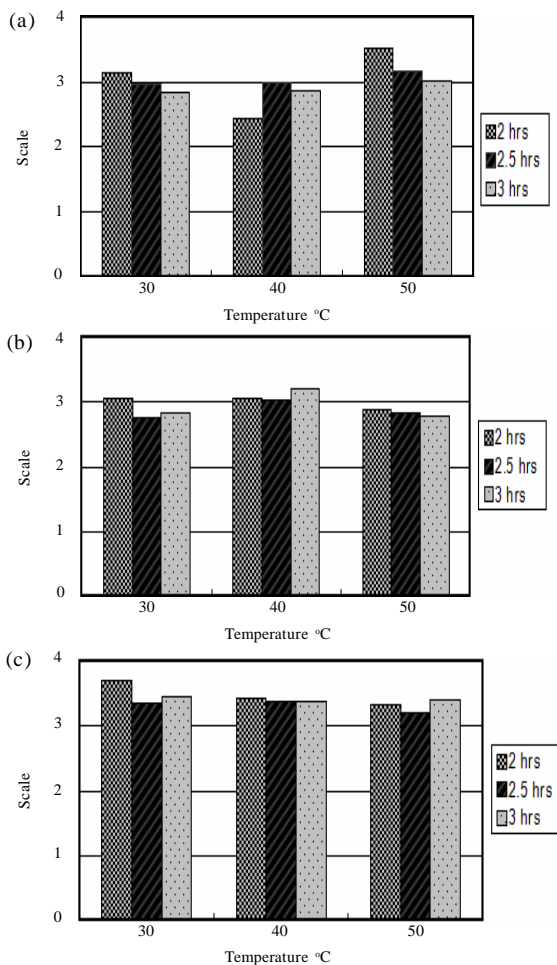 (a)
4
3
2
1
0
Scale
30 40 50
Temperature °C
2 hrs
2.5 hrs
3 hrs
(b)
4
3
2
1
0
Scale
30 40 50
Temperature °C
2 hrs
2.5 hrs
3 hrs
(c)
4
3
2
1
0
Scale
30 40 50
Temperature °C
2 hrs
2.5 hrs
3 hrs